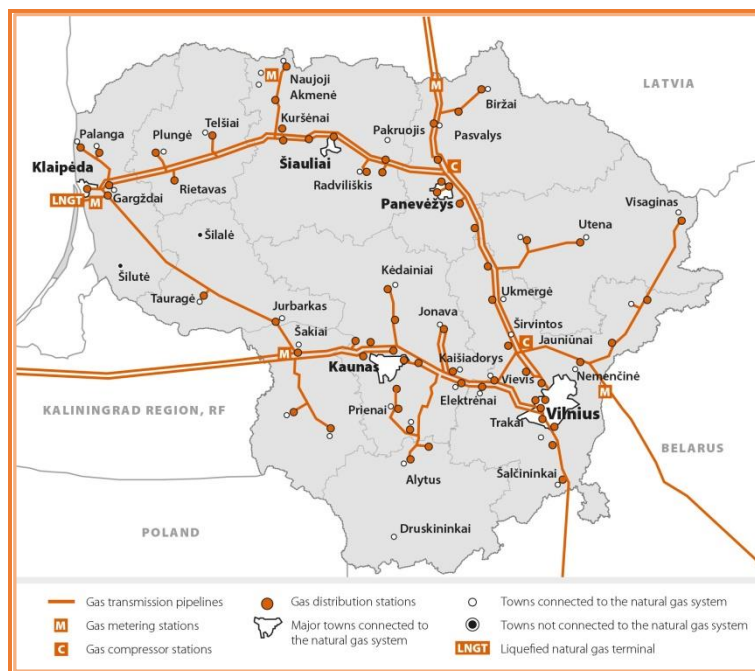 LATVIA
M
M
Naujoji
Akmenė
Biržai
Kuršėnai
Telšiai
Palanga
Plungė
Pakruojis
Pasvalys
Klaipėda
Šiauliai
C
Radviliškis
Rietavas
Panevėžys
LNGT
M
Gargždai
Visaginas
Šilalė
Utena
Šilutė
Kėdainiai
Tauragė
Ukmergė
Jurbarkas
Jonava
Širvintos
Šakiai
C
Jauniūnai
M
Kaunas
Kaišiadorys
Vievis
Nemenčinė
M
KALININGRAD REGION, RF
Prienai
Elektrėnai
Vilnius
Trakai
BELARUS
Alytus
Šalčininkai
POLAND
Druskininkai
Gas transmission pipelines
Gas distribution stations
Towns connected to the natural gas system
M
Gas metering stations
Major towns connected to
the natural gas system
Towns not connected to the natural gas system
C
Gas compressor stations
LNGT
Liquefied natural gas terminal